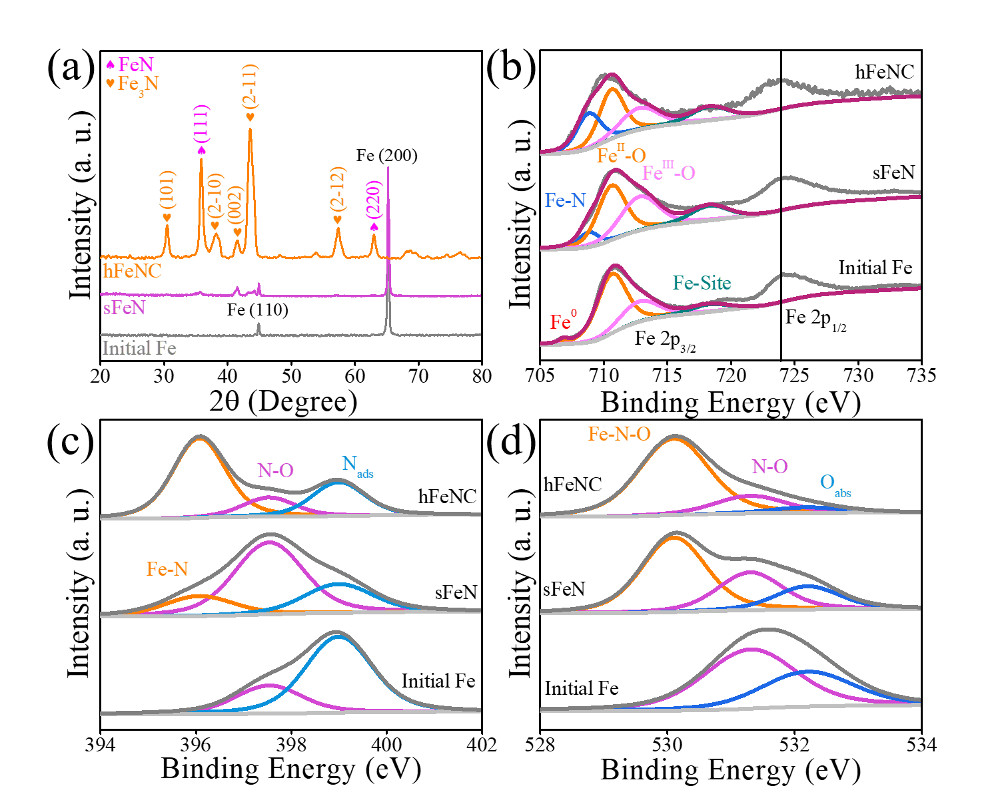 (a)
♠ FeN
♥ Fe3N
♥(101)
♠(111)
♥(2-10)
♥(002)
♥(2-11)
♥(2-12)
♠(220)
Fe (200)
hFeNC
sFeN
Fe (110)
Initial Fe
20 30 40 50 60 70 80
2θ (Degree)
Intensity (a. u.)
(b)
hFeNC
FeII-O
FeIII-O
sFeN
Fe-N
Initial Fe
Fe-Site
Fe0
Fe 2p3/2
Fe 2p1/2
705 710 715 720 725 730 735
Binding Energy (eV)
Intensity (a. u.)
(c)
N-O
Nads
hFeNC
Fe-N
sFeN
Initial Fe
394 396 398 400 402
Binding Energy (eV)
Intensity (a. u.)
(d)
Fe-N-O
N-O
Oabs
hFeNC
sFeN
Initial Fe
528 530 532 534
Binding Energy (eV)
Intensity (a. u.)